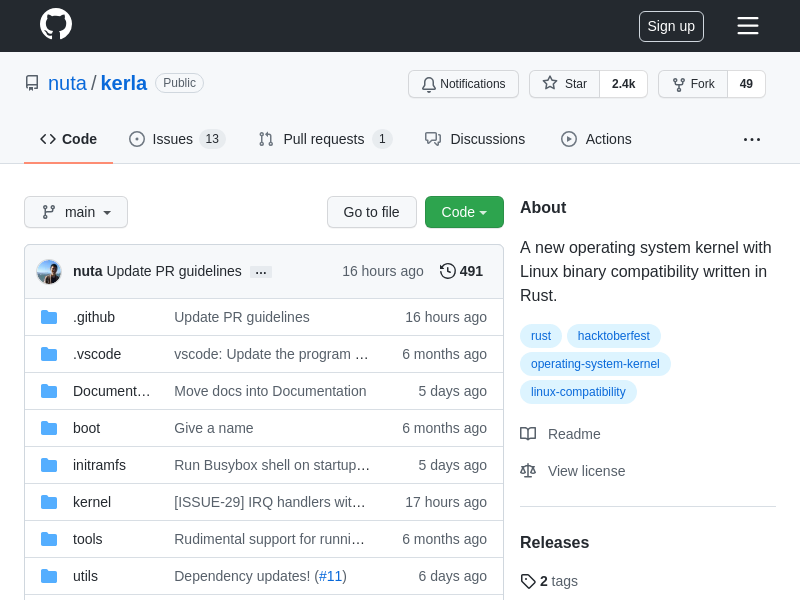 Sign up
nuta / kerla Public
Notifications Star 2.4k Fork 49
Code Issues 13 Pull requests 1 Discussions Actions ...
main Go to file Code
nuta Update PR guidelines ... 16 hours ago 491
.github Update PR guidelines 16 hours ago
.vscode vscode: Update the program … 6 months ago
Document… Move docs into Documentation 5 days ago
boot Give a name 6 months ago
initramfs Run Busybox shell on startup… 5 days ago
kernel [ISSUE-29] IRQ handlers wit… 17 hours ago
tools Rudimental support for runni… 6 months ago
utils Dependency updates! (#11) 6 days ago
About
A new operating system kernel with
Linux binary compatibility written in
Rust.
rust hacktoberfest
operating-system-kernel
linux-compatibility
Readme
View license
Releases
2 tags